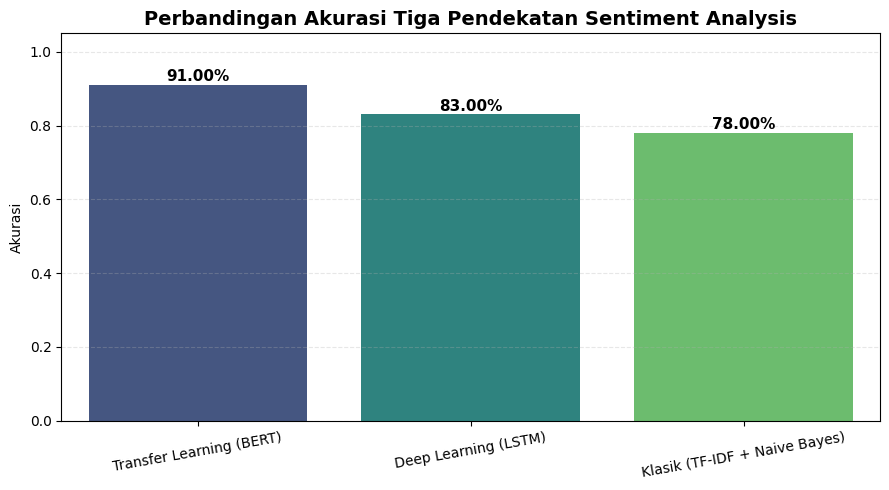 Perbandingan Akurasi Tiga Pendekatan Sentiment Analysis
1.0
0.8
0.6
0.4
0.2
0.0
Akurasi
91.00%
83.00%
78.00%
Transfer Learning (BERT)
Deep Learning (LSTM)
Klasik (TF-IDF + Naive Bayes)